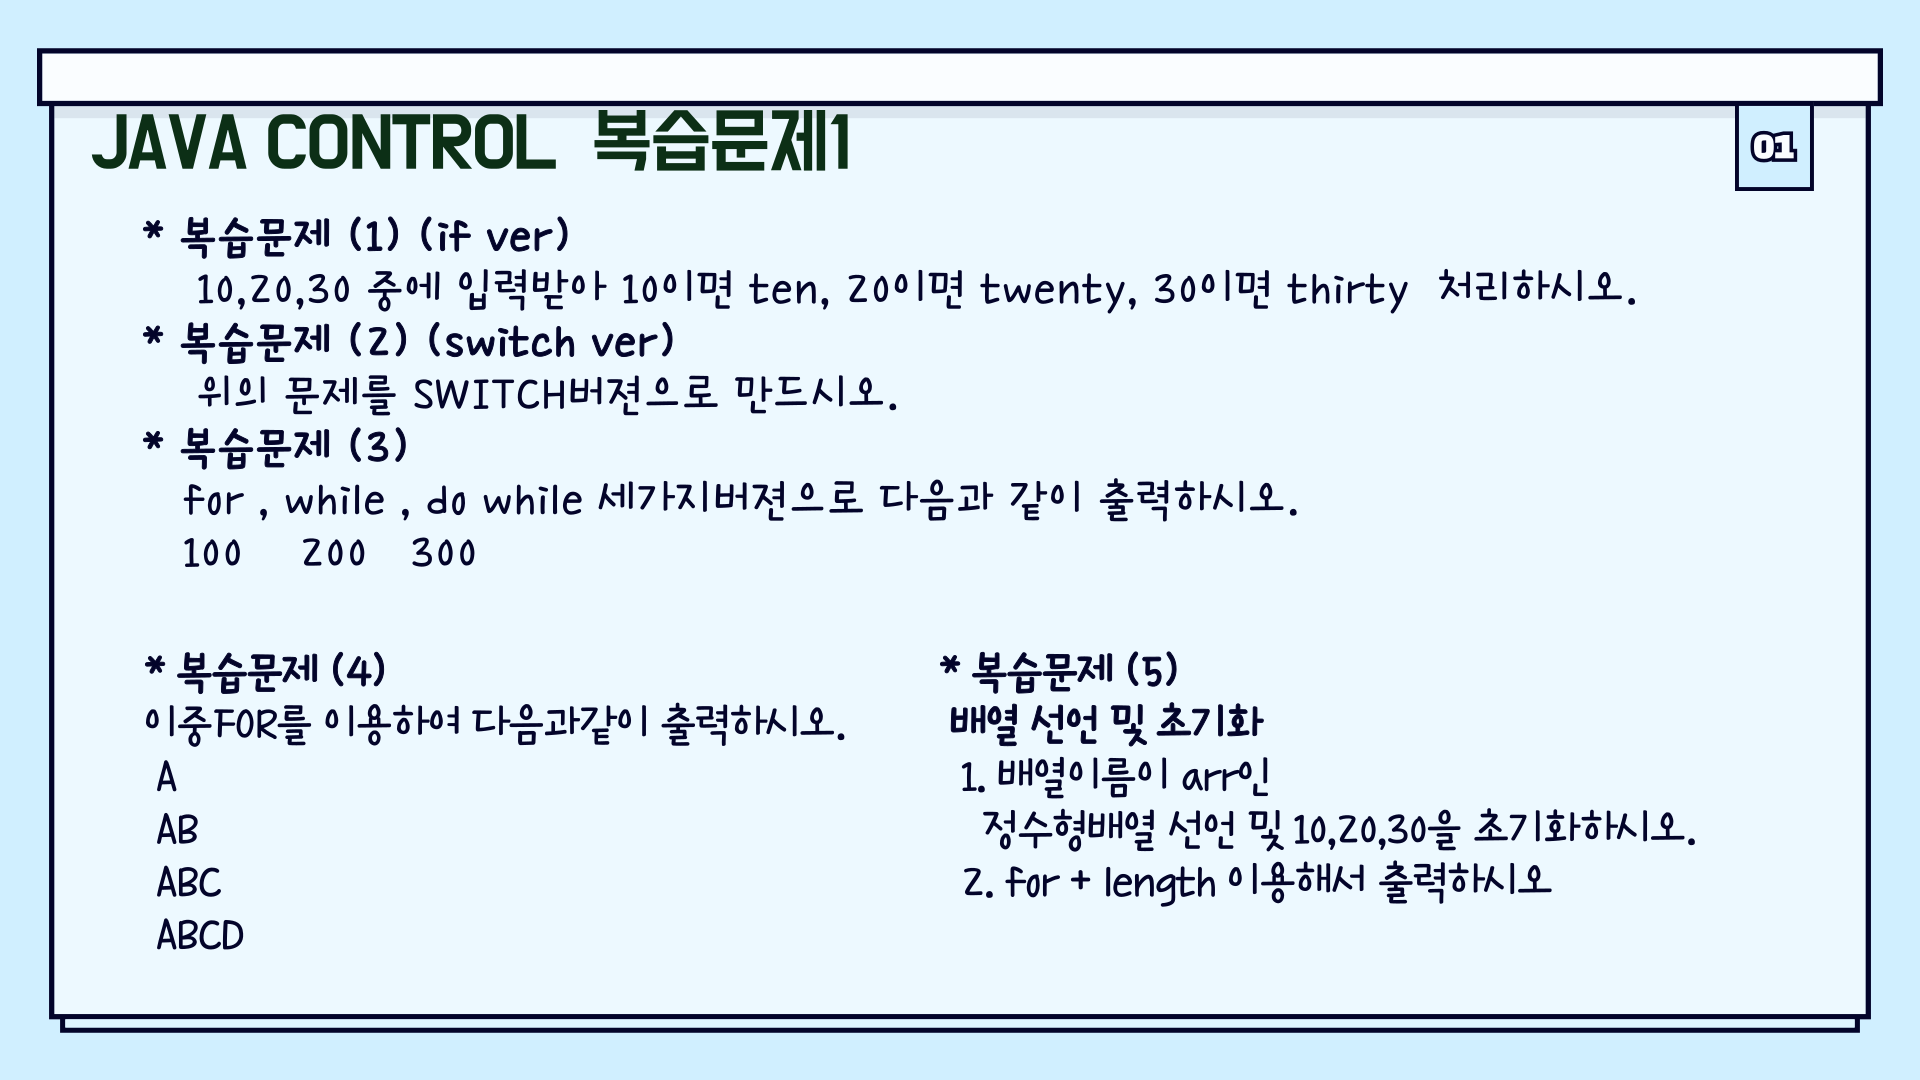 JAVA CONTROL 복습문제1
01
* 복습문제 (1) (if ver)
10,20,30 중에 입력받아 10이면 ten, 20이면 twenty, 30이면 thirty 처리하시오.
* 복습문제 (2) (switch ver)
위의 문제를 SWITCH버젼으로 만드시오.
* 복습문제 (3)
for , while , do while 세가지버젼으로 다음과 같이 출력하시오.
100 200 300
* 복습문제 (4)
이중FOR를 이용하여 다음과같이 출력하시오.
A
AB
ABC
ABCD
* 복습문제 (5)
배열 선언 및 초기화
1. 배열이름이 arr인
정수형배열 선언 및 10,20,30을 초기화하시오.
2. for + length 이용해서 출력하시오